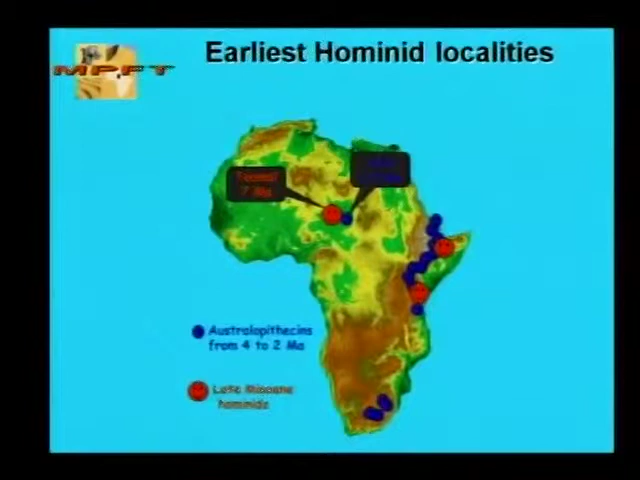 Earliest Hominid localities
MPFT
Toumaï
7 Ma
Australopithecins
from 4 to 2 Ma
Late Miocene
hominids